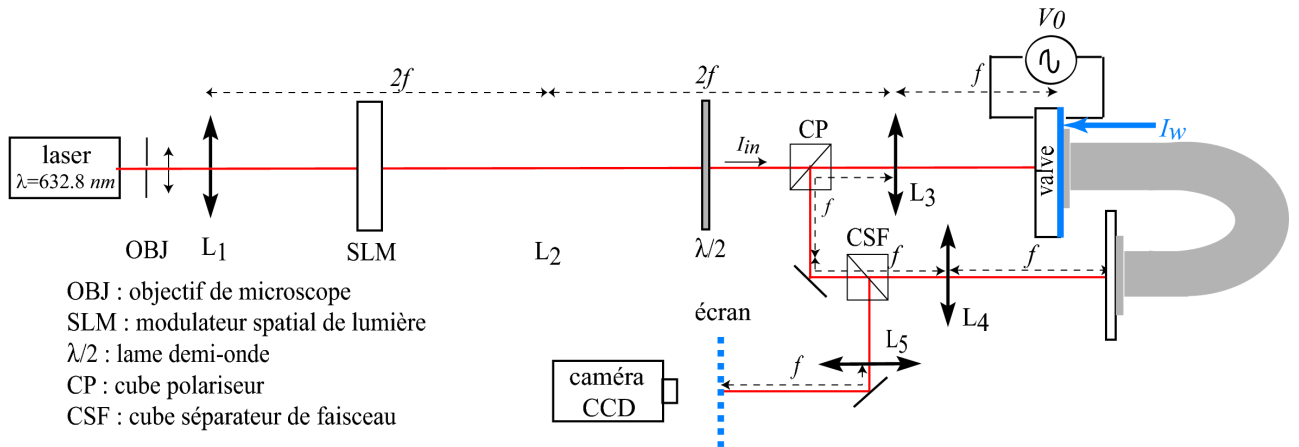 V0
2f
2f
f
laser
λ=632.8 nm
CP
Iin
Iw
valve
L3
f
OBJ
L1
SLM
L2
λ/2
CSF
f
f
L4
OBJ : objectif de microscope
SLM : modulateur spatial de lumière
λ/2 : lame demi-onde
CP : cube polariseur
CSF : cube séparateur de faisceau
écran
L5
f
caméra
CCD